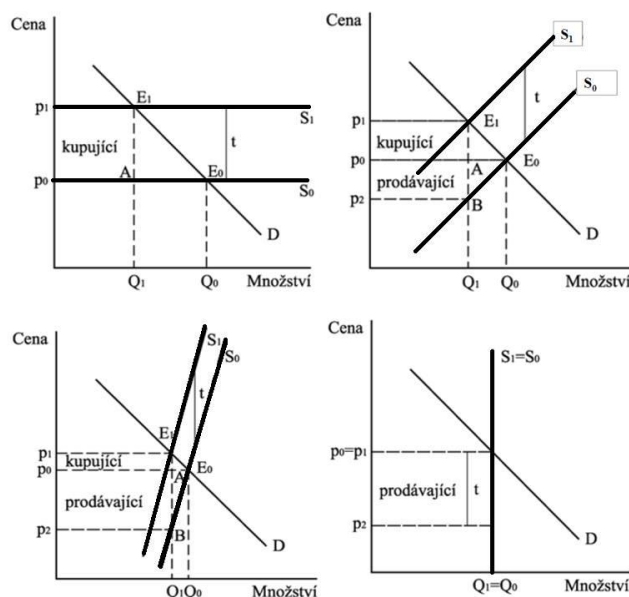 Cena
p₁
E₁
S₁
kupující
t
p₀
A
E₀
S₀
D
Q₁
Q₀
Množství
Cena
S₁
S₀
p₁
E₁
t
kupující
p₀
A
E₀
prodávající
p₂
B
D
Q₁
Q₀
Množství
Cena
S₁
S₀
t
p₁
E₁
kupující
p₀
A
E₀
prodávající
p₂
B
D
Q₁Q₀
Množství
Cena
S₁=S₀
p₀=p₁
prodávající
t
p₂
D
Q₁=Q₀
Množství